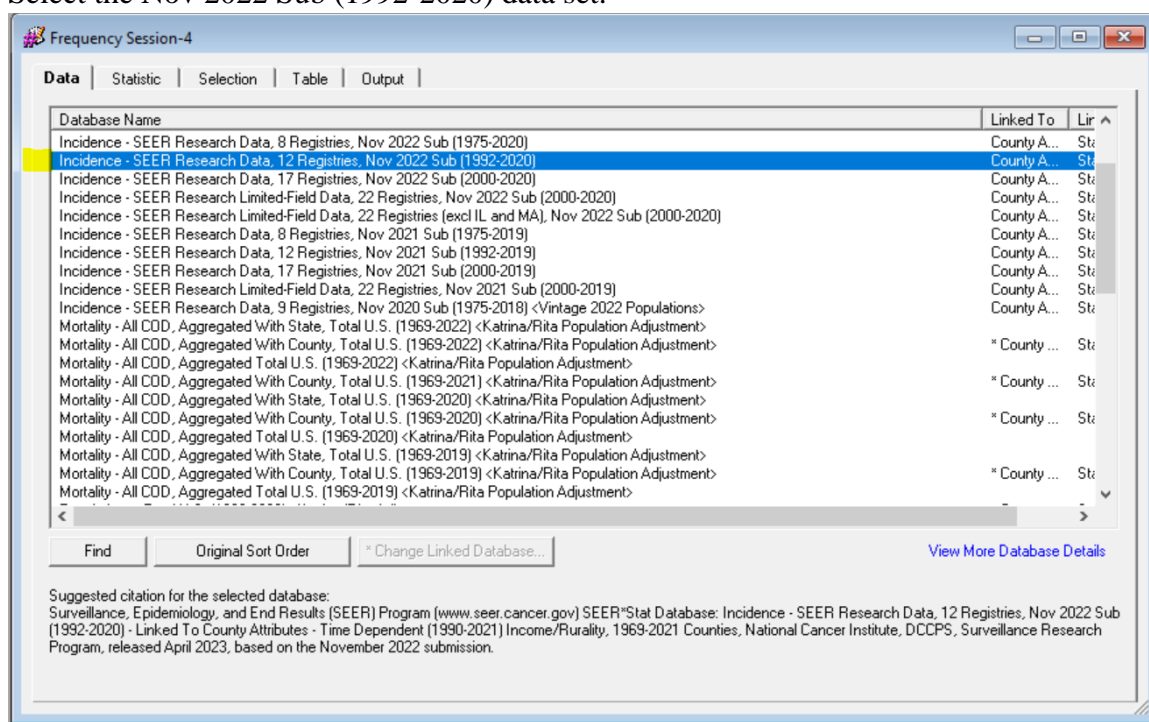 Select the Nov 2022 Sub (1992-2020) data set.
Frequency Session-4
Data Statistic Selection Table Output
Database Name Linked To Lir
Incidence - SEER Research Data, 8 Registries, Nov 2022 Sub (1975-2020) County A... Sta
Incidence - SEER Research Data, 12 Registries, Nov 2022 Sub (1992-2020) County A... Sta
Incidence - SEER Research Data, 17 Registries, Nov 2022 Sub (2000-2020) County A... Sta
Incidence - SEER Research Limited-Field Data, 22 Registries, Nov 2022 Sub (2000-2020) County A... Sta
Incidence - SEER Research Limited-Field Data, 22 Registries (excl IL and MA), Nov 2022 Sub (2000-2020) County A... Sta
Incidence - SEER Research Data, 8 Registries, Nov 2021 Sub (1975-2019) County A... Sta
Incidence - SEER Research Data, 12 Registries, Nov 2021 Sub (1992-2019) County A... Sta
Incidence - SEER Research Data, 17 Registries, Nov 2021 Sub (2000-2019) County A... Sta
Incidence - SEER Research Limited-Field Data, 22 Registries, Nov 2021 Sub (2000-2019) County A... Sta
Incidence - SEER Research Data, 9 Registries, Nov 2020 Sub (1975-2018) <Vintage 2022 Populations> County A... Sta
Mortality - All COD, Aggregated With State, Total U.S. (1969-2022) <Katrina/Rita Population Adjustment>
Mortality - All COD, Aggregated With County, Total U.S. (1969-2022) <Katrina/Rita Population Adjustment> * County ... Sta
Mortality - All COD, Aggregated Total U.S. (1969-2022) <Katrina/Rita Population Adjustment>
Mortality - All COD, Aggregated With County, Total U.S. (1969-2021) <Katrina/Rita Population Adjustment> * County ... Sta
Mortality - All COD, Aggregated With State, Total U.S. (1969-2020) <Katrina/Rita Population Adjustment>
Mortality - All COD, Aggregated With County, Total U.S. (1969-2020) <Katrina/Rita Population Adjustment> * County ... Sta
Mortality - All COD, Aggregated Total U.S. (1969-2020) <Katrina/Rita Population Adjustment>
Mortality - All COD, Aggregated With State, Total U.S. (1969-2019) <Katrina/Rita Population Adjustment>
Mortality - All COD, Aggregated With County, Total U.S. (1969-2019) <Katrina/Rita Population Adjustment> * County ... Sta
Mortality - All COD, Aggregated Total U.S. (1969-2019) <Katrina/Rita Population Adjustment>
Find Original Sort Order * Change Linked Database... View More Database Details
Suggested citation for the selected database:
Surveillance, Epidemiology, and End Results (SEER) Program (www.seer.cancer.gov) SEER*Stat Database: Incidence - SEER Research Data, 12 Registries, Nov 2022 Sub
(1992-2020) - Linked To County Attributes - Time Dependent (1990-2021) Income/Rurality, 1969-2021 Counties, National Cancer Institute, DCCPS, Surveillance Research
Program, released April 2023, based on the November 2022 submission.